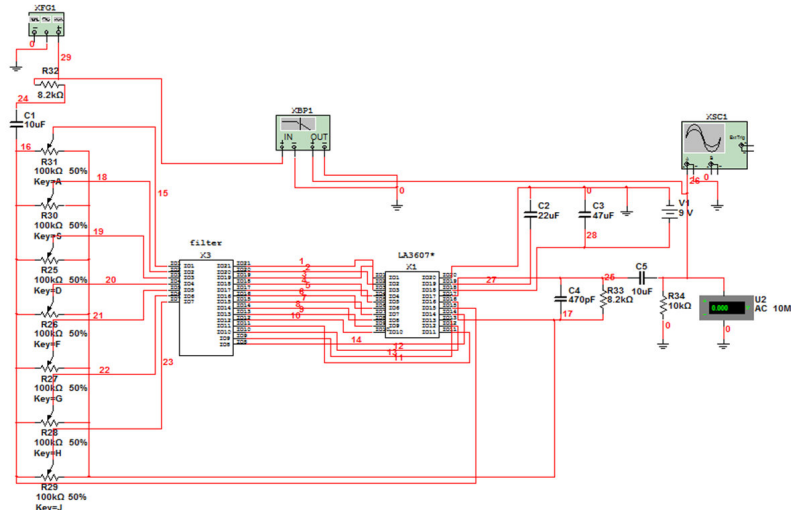 XFG1
0
29
R32
8.2kΩ
24
C1
10uF
16
R31
100kΩ 50%
Key=A
18
15
R30
100kΩ 50%
Key=S
19
R25
100kΩ 50%
Key=D
20
R26
100kΩ 50%
Key=F
21
R27
100kΩ 50%
Key=G
22
R28
100kΩ 50%
Key=H
23
R29
100kΩ 50%
Key=J
XBP1
IN OUT
0
filter
X3
1
2
3
4
5
6
7
8
9
10
14
12
13
11
LA3607*
X1
27
C2
22uF
0
C3
47uF
28
V1
9 V
XSC1
Ext Trig
26
0
25
C4
470pF
R33
8.2kΩ
17
C5
10uF
R34
10kΩ
0
U2
AC 10M
0.000
0